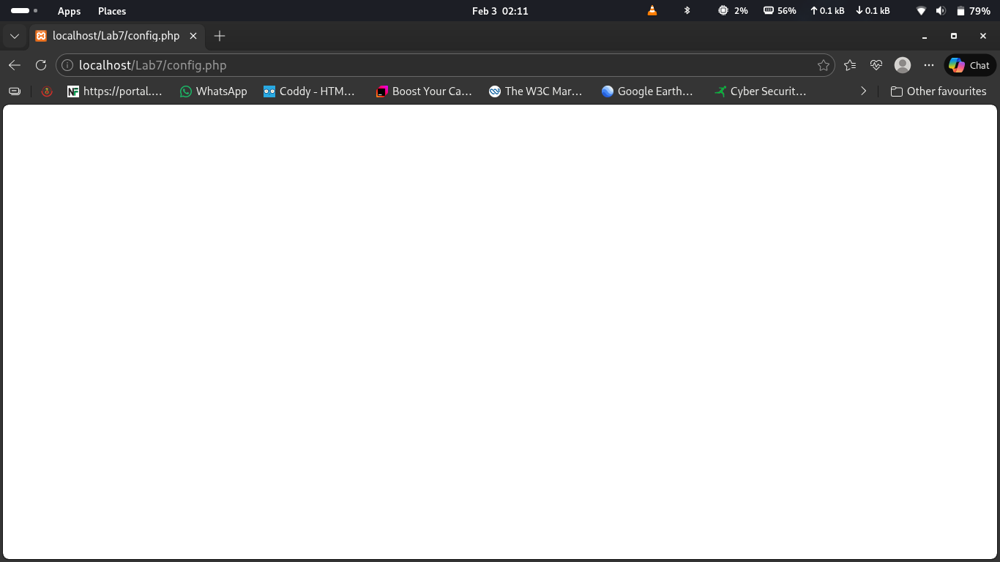 Apps Places Feb 3 02:11 2% 56% 0.1 kB 0.1 kB 79%
localhost/Lab7/config.php
localhost/Lab7/config.php Chat
https://portal.... WhatsApp Coddy - HTM... Boost Your Ca... The W3C Mar... Google Earth... Cyber Securit... Other favourites